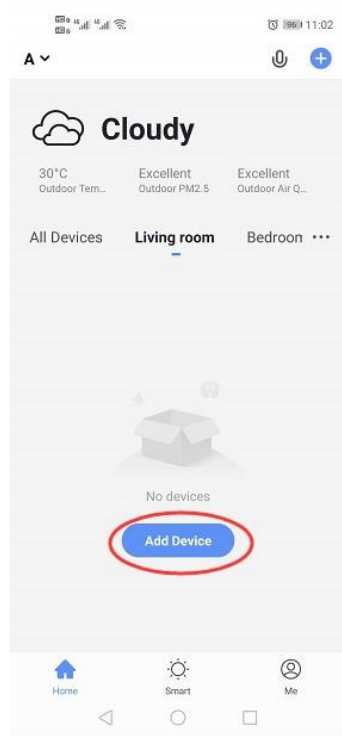 11:02
A
Cloudy
30°C Excellent Excellent
Outdoor Tem... Outdoor PM2.5 Outdoor Air Q...
All Devices Living room Bedroon ...
No devices
Add Device
Home Smart Me